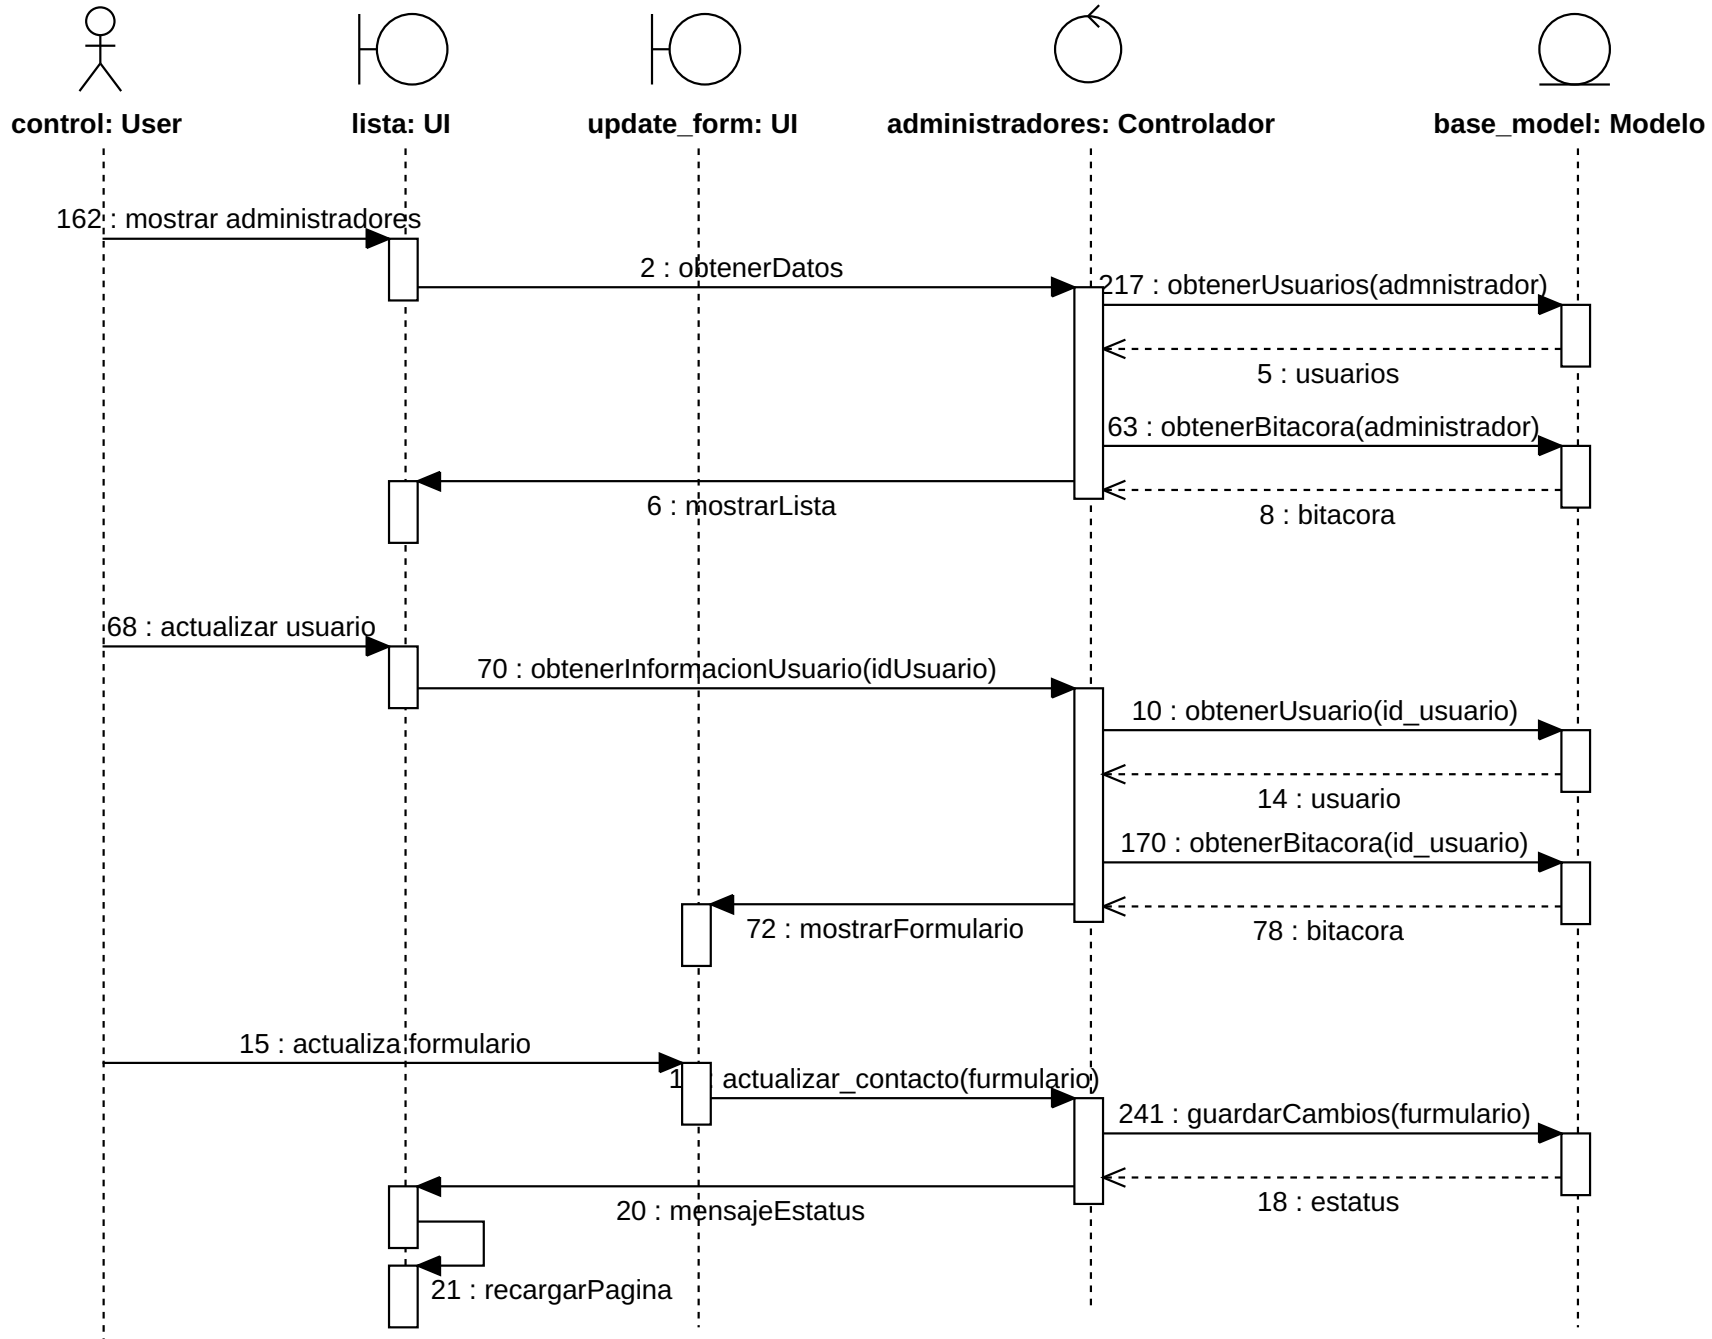 control: User
lista: UI
update_form: UI
administradores: Controlador
base_model: Modelo
162 : mostrar administradores
2 : obtenerDatos
217 : obtenerUsuarios(admnistrador)
5 : usuarios
63 : obtenerBitacora(administrador)
6 : mostrarLista
8 : bitacora
68 : actualizar usuario
70 : obtenerInformacionUsuario(idUsuario)
10 : obtenerUsuario(id_usuario)
14 : usuario
170 : obtenerBitacora(id_usuario)
72 : mostrarFormulario
78 : bitacora
15 : actualiza formulario
: actualizar_contacto(furmulario)
241 : guardarCambios(furmulario)
18 : estatus
20 : mensajeEstatus
21 : recargarPagina